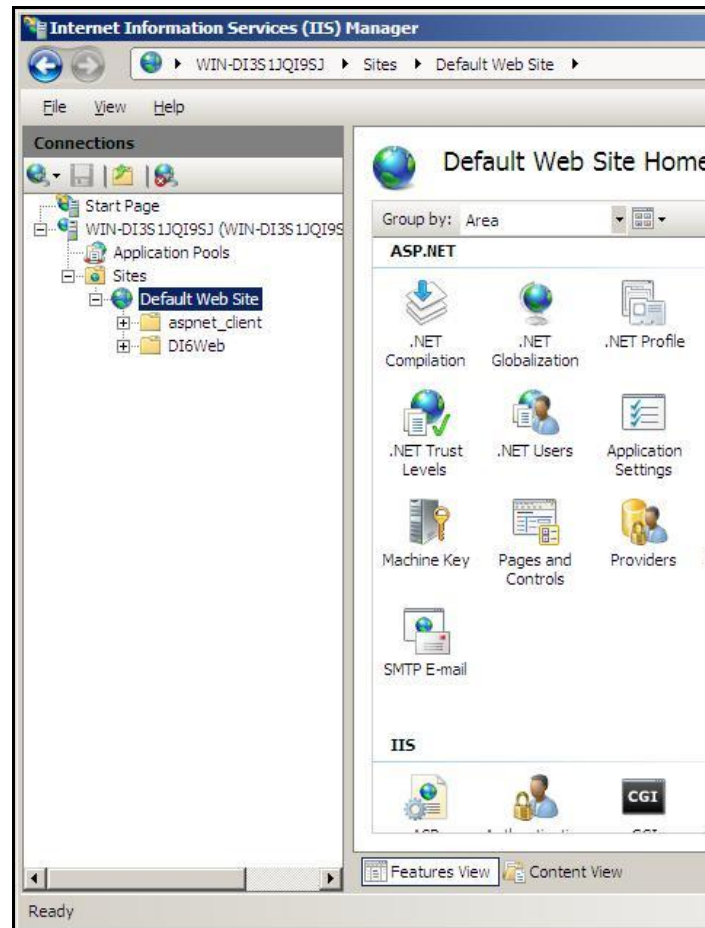 Internet Information Services (IIS) Manager
WIN-DI3S1JQI9SJ
Sites
Default Web Site
File View Help
Connections
Default Web Site Home
Start Page
WIN-DI3S1JQI9SJ (WIN-DI3S1JQI9S
Application Pools
Sites
Default Web Site
aspnet_client
DI6Web
Group by: Area
ASP.NET
.NET Compilation
.NET Globalization
.NET Profile
.NET Trust Levels
.NET Users
Application Settings
Machine Key
Pages and Controls
Providers
SMTP E-mail
IIS
CGI
Features View
Content View
Ready